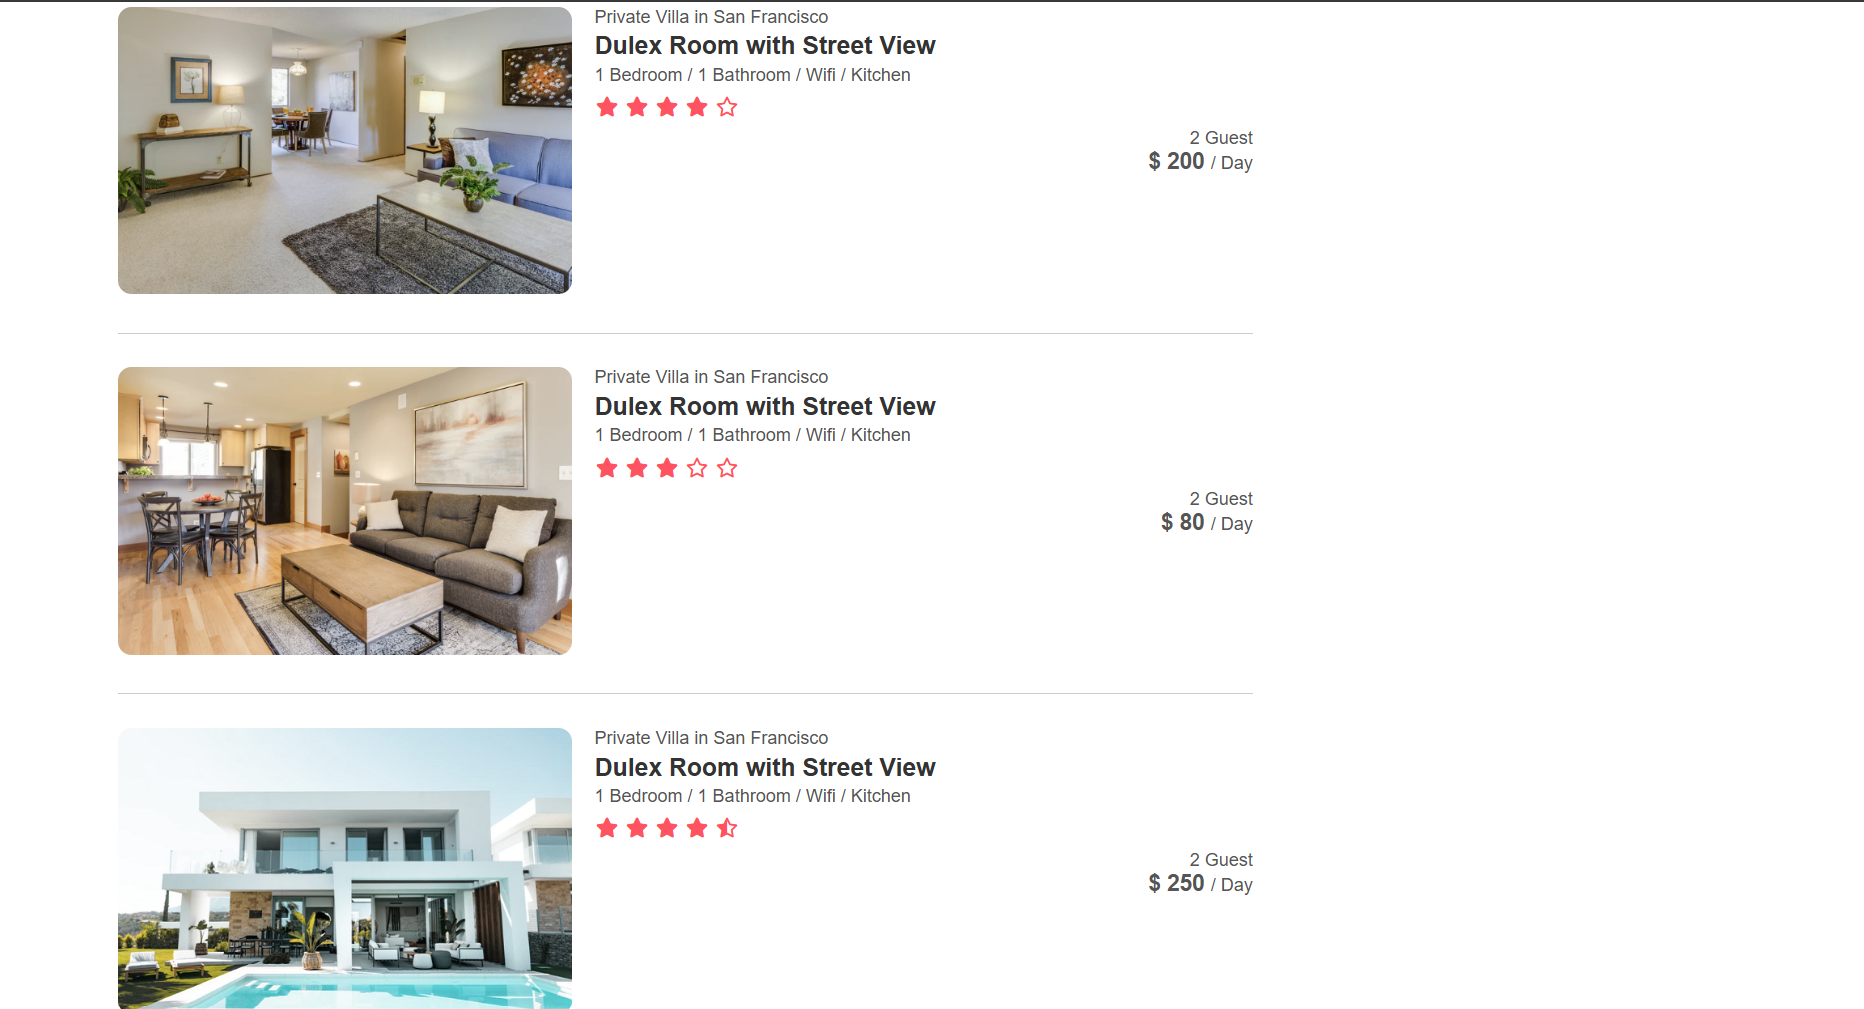 Private Villa in San Francisco
Dulex Room with Street View
1 Bedroom / 1 Bathroom / Wifi / Kitchen
2 Guest
$ 200 / Day
Private Villa in San Francisco
Dulex Room with Street View
1 Bedroom / 1 Bathroom / Wifi / Kitchen
2 Guest
$ 80 / Day
Private Villa in San Francisco
Dulex Room with Street View
1 Bedroom / 1 Bathroom / Wifi / Kitchen
2 Guest
$ 250 / Day